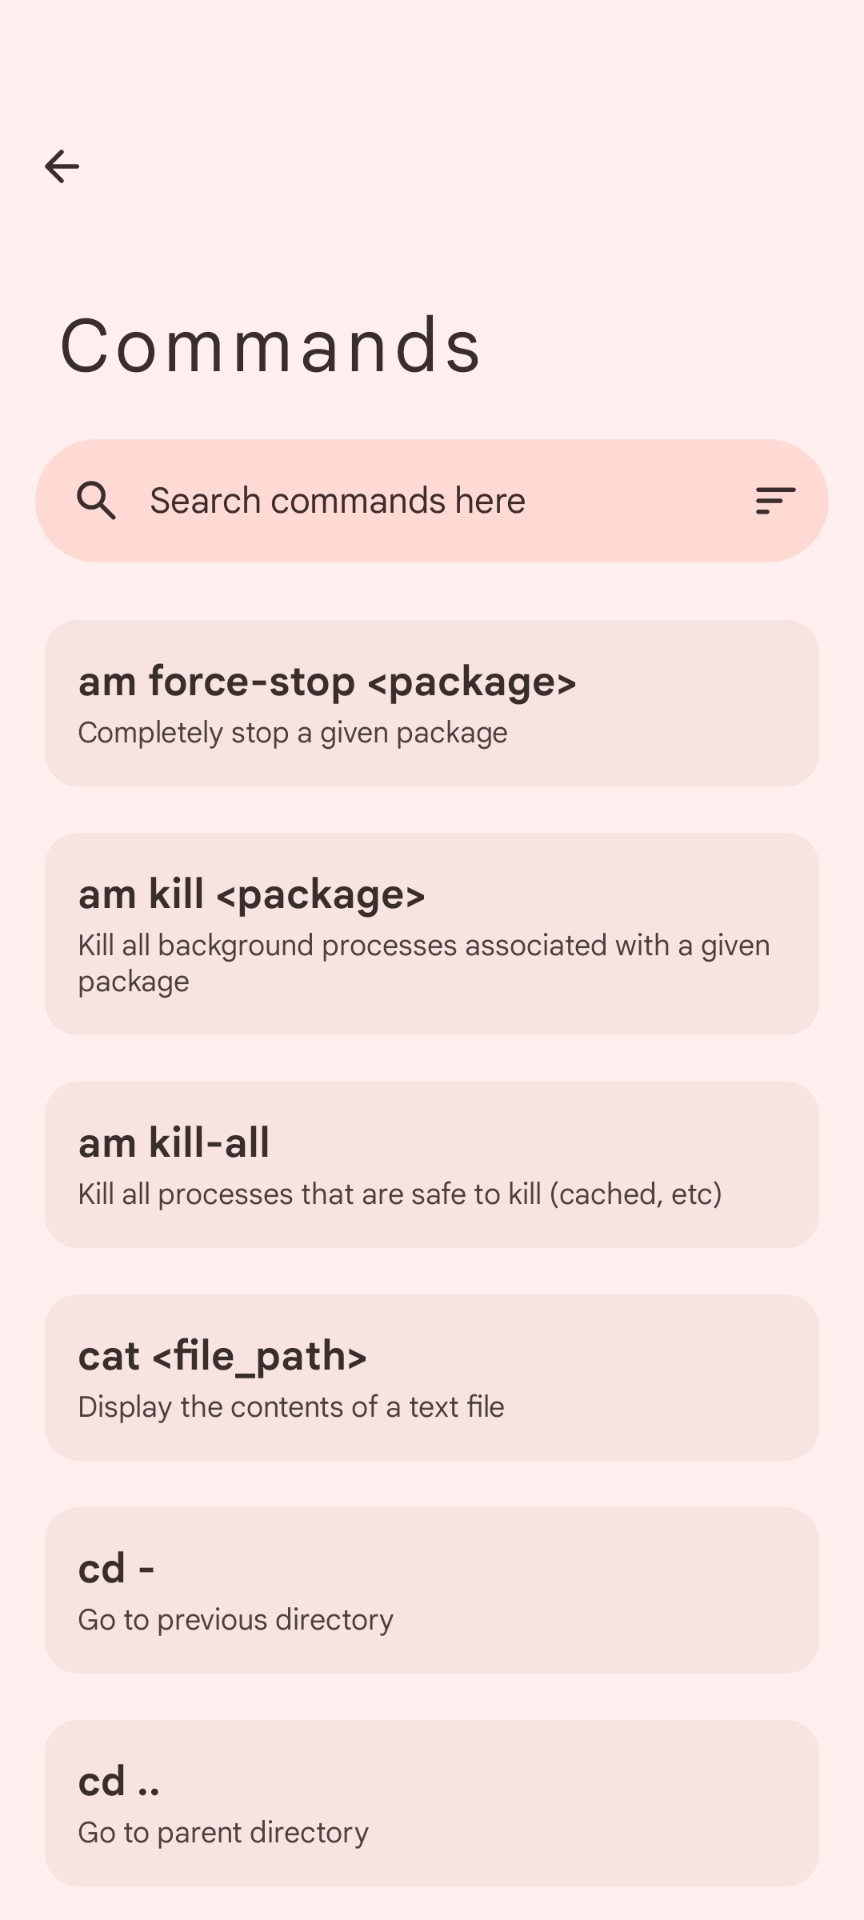 Commands
Search commands here
am force-stop <package>
Completely stop a given package
am kill <package>
Kill all background processes associated with a given
package
am kill-all
Kill all processes that are safe to kill (cached, etc)
cat <file_path>
Display the contents of a text file
cd -
Go to previous directory
cd ..
Go to parent directory